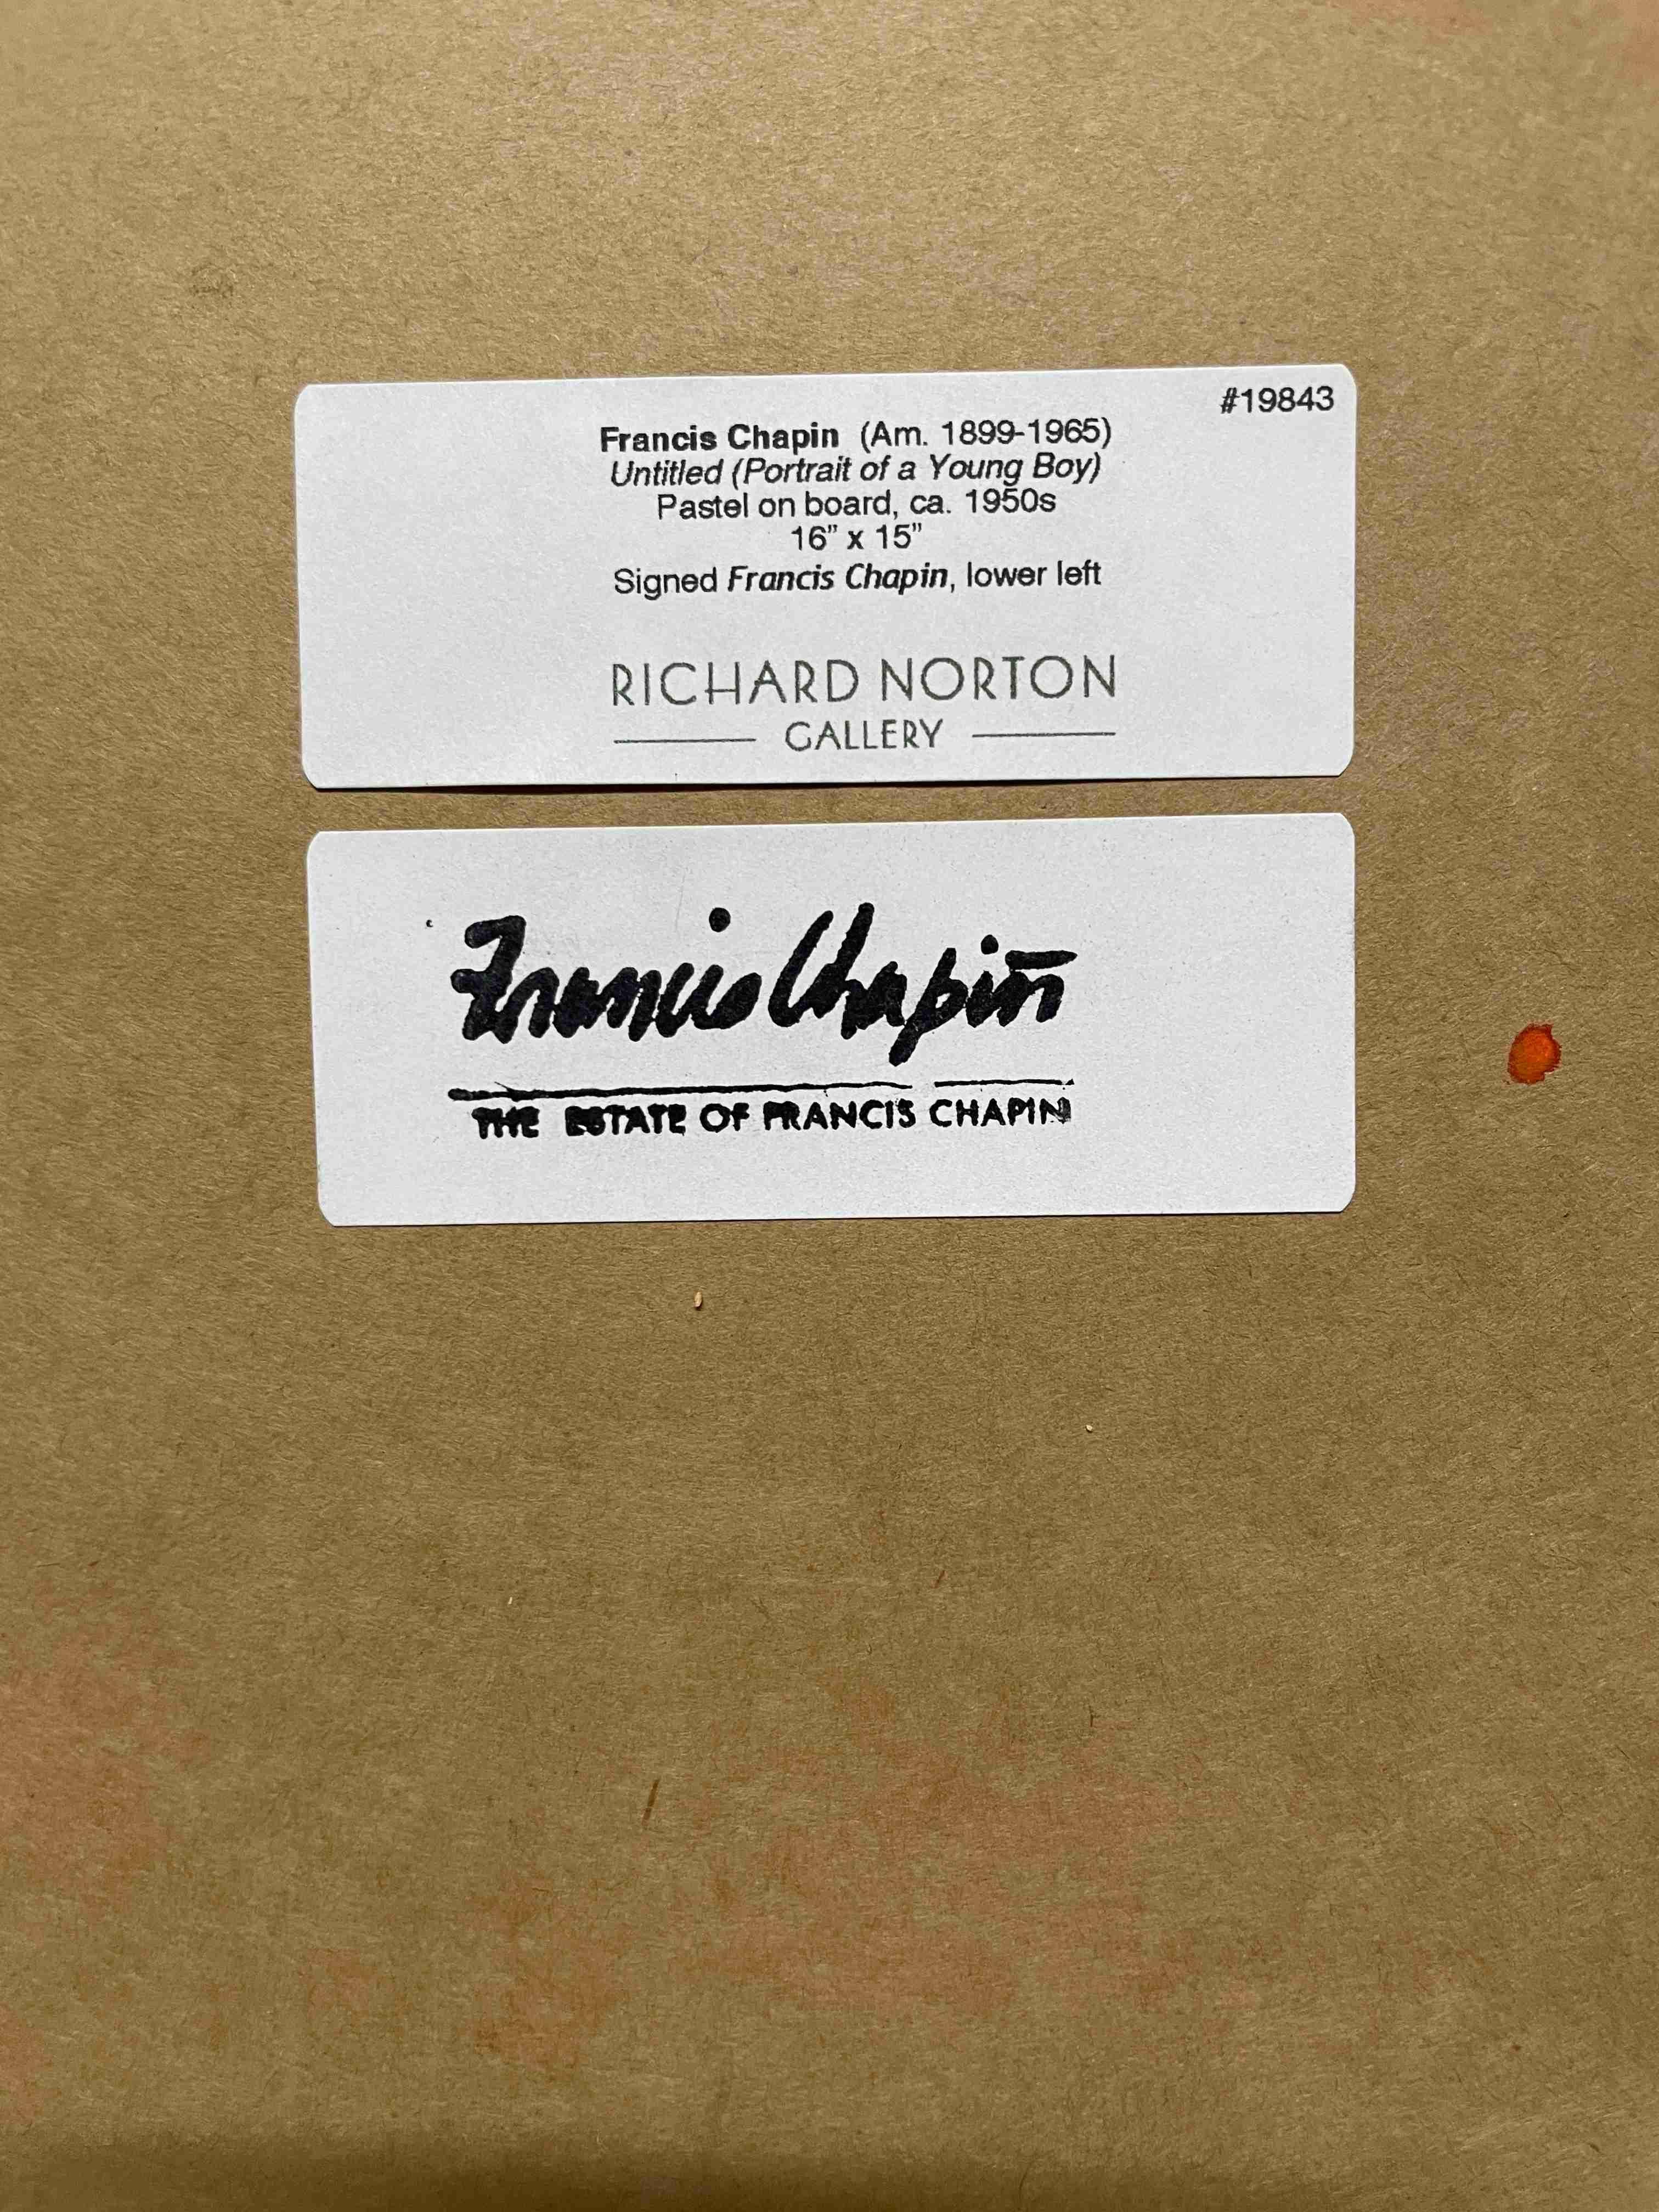 #19843
Francis Chapin (Am. 1899-1965)
Untitled (Portrait of a Young Boy)
Pastel on board, ca. 1950s
16” x 15”
Signed Francis Chapin, lower left
RICHARD NORTON
GALLERY
Francis Chapin
THE ESTATE OF FRANCIS CHAPIN